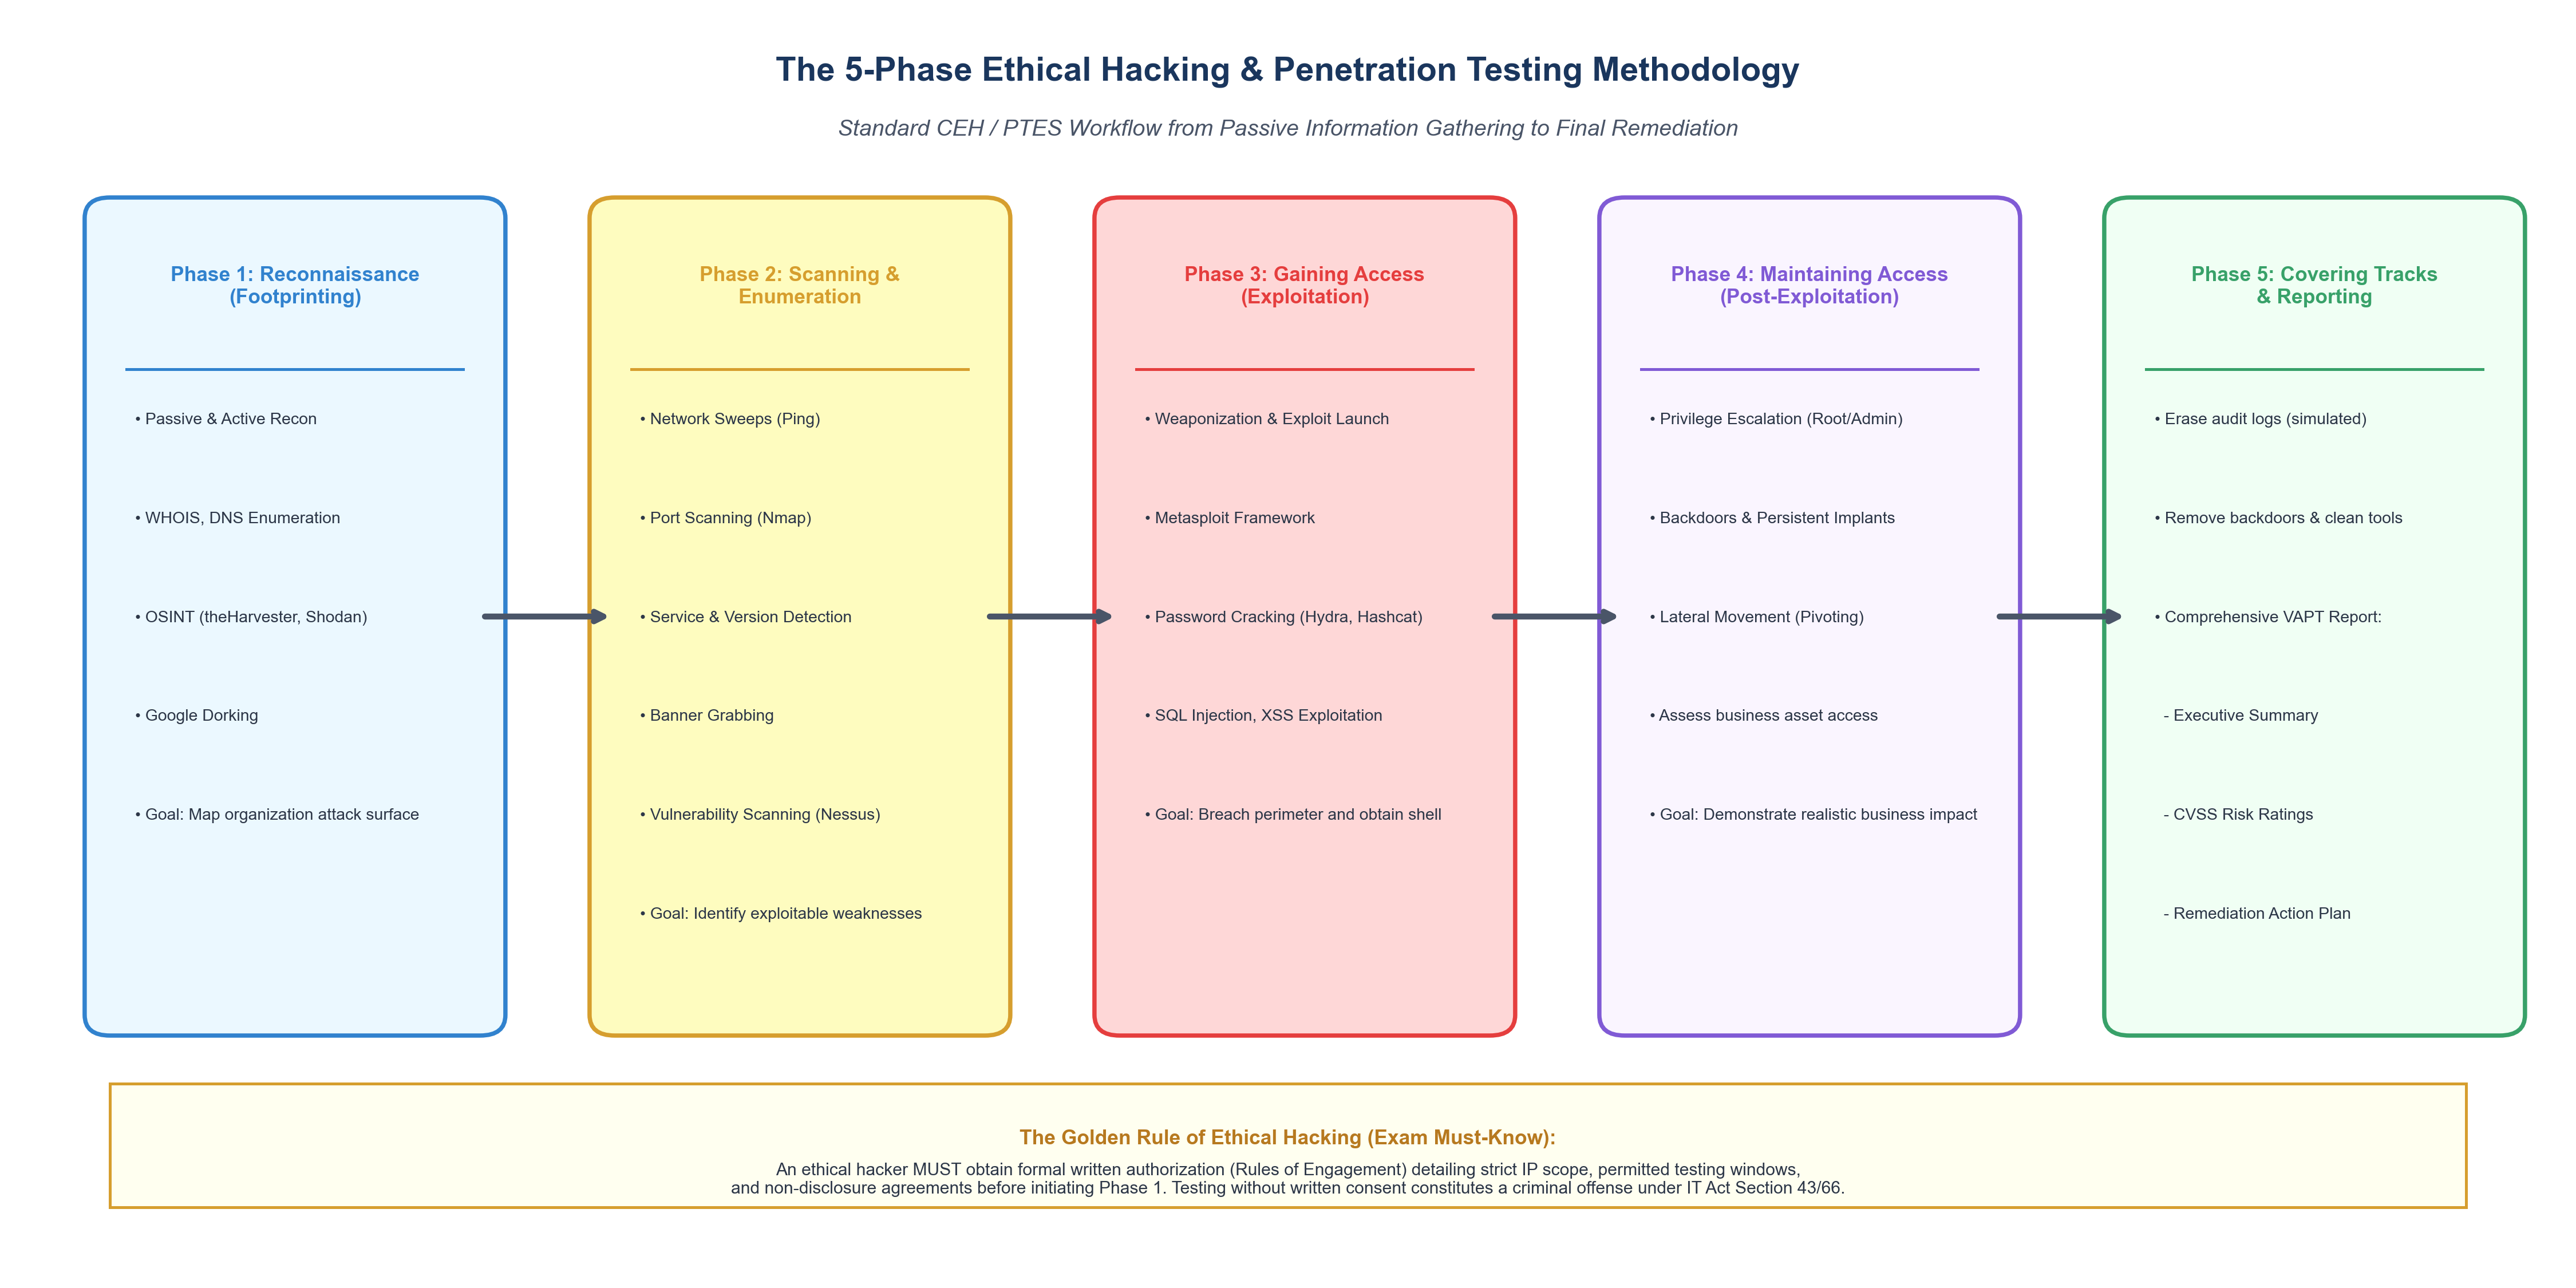 The 5-Phase Ethical Hacking & Penetration Testing Methodology
Standard CEH / PTES Workflow from Passive Information Gathering to Final Remediation
Phase 1: Reconnaissance
(Footprinting)
• Passive & Active Recon
• WHOIS, DNS Enumeration
• OSINT (theHarvester, Shodan)
• Google Dorking
• Goal: Map organization attack surface
Phase 2: Scanning &
Enumeration
• Network Sweeps (Ping)
• Port Scanning (Nmap)
• Service & Version Detection
• Banner Grabbing
• Vulnerability Scanning (Nessus)
• Goal: Identify exploitable weaknesses
Phase 3: Gaining Access
(Exploitation)
• Weaponization & Exploit Launch
• Metasploit Framework
• Password Cracking (Hydra, Hashcat)
• SQL Injection, XSS Exploitation
• Goal: Breach perimeter and obtain shell
Phase 4: Maintaining Access
(Post-Exploitation)
• Privilege Escalation (Root/Admin)
• Backdoors & Persistent Implants
• Lateral Movement (Pivoting)
• Assess business asset access
• Goal: Demonstrate realistic business impact
Phase 5: Covering Tracks
& Reporting
• Erase audit logs (simulated)
• Remove backdoors & clean tools
• Comprehensive VAPT Report:
- Executive Summary
- CVSS Risk Ratings
- Remediation Action Plan
The Golden Rule of Ethical Hacking (Exam Must-Know):
An ethical hacker MUST obtain formal written authorization (Rules of Engagement) detailing strict IP scope, permitted testing windows,
and non-disclosure agreements before initiating Phase 1. Testing without written consent constitutes a criminal offense under IT Act Section 43/66.